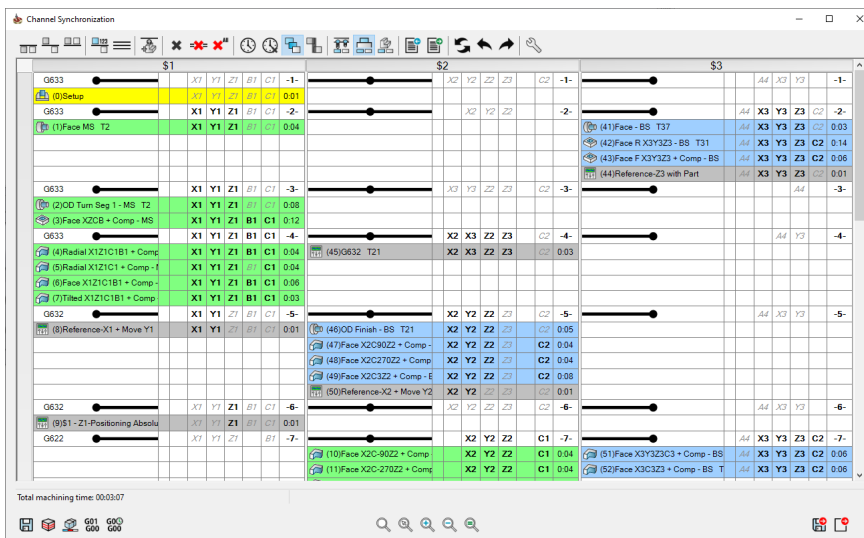 Channel Synchronization
$1 $2 $3
G633 X1 Y1 Z1 B1 C1 -1- X2 Y2 Z2 Z3 C2 -1- A4 X3 Y3 -1-
(0)Setup X1 Y1 Z1 B1 C1 0:01
G633 X1 Y1 Z1 B1 C1 -2- X2 Y2 Z2 -2- A4 X3 Y3 Z3 C2 -2-
(1)Face MS T2 X1 Y1 Z1 B1 C1 0:04 (41)Face - BS T37 A4 X3 Y3 Z3 C2 0:03
(42)Face R X3Y3Z3 - BS T31 A4 X3 Y3 Z3 C2 0:14
(43)Face F X3Y3Z3 + Comp - BS A4 X3 Y3 Z3 C2 0:06
(44)Reference-Z3 with Part A4 X3 Y3 Z3 C2 0:01
G633 X1 Y1 Z1 B1 C1 -3- X3 Y3 Z2 Z3 C2 -3- A4 -3-
(2)OD Turn Seg 1 - MS T2 X1 Y1 Z1 B1 C1 0:08
(3)Face XZCB + Comp - MS X1 Y1 Z1 B1 C1 0:12
G633 X1 Y1 Z1 B1 C1 -4- X2 X3 Z2 Z3 C2 -4- A4 Y3 -4-
(4)Radial X1Z1C1B1 + Comp X1 Y1 Z1 B1 C1 0:04 (45)G632 T21 X2 X3 Z2 Z3 C2 0:03
(5)Radial X1Z1C1 + Comp - X1 Y1 Z1 B1 C1 0:04
(6)Face X1Z1C1B1 + Comp - X1 Y1 Z1 B1 C1 0:06
(7)Tilted X1Z1C1B1 + Comp X1 Y1 Z1 B1 C1 0:03
G632 X1 Y1 Z1 B1 C1 -5- X2 Y2 Z2 Z3 C2 -5- A4 X3 Y3 -5-
(8)Reference-X1 + Move Y1 X1 Y1 Z1 B1 C1 0:01 (46)OD Finish - BS T21 X2 Y2 Z2 Z3 C2 0:05
(47)Face X2C90Z2 + Comp - X2 Y2 Z2 Z3 C2 0:04
(48)Face X2C270Z2 + Comp X2 Y2 Z2 Z3 C2 0:04
(49)Face X2C3Z2 + Comp - X2 Y2 Z2 Z3 C2 0:08
(50)Reference-X2 + Move Y2 X2 Y2 Z2 Z3 C2 0:01
G632 X1 Y1 Z1 B1 C1 -6- X2 Y2 Z2 Z3 C2 -6- A4 X3 Y3 -6-
(9)$1 - Z1-Positioning Absolu X1 Y1 Z1 B1 C1 0:01
G622 X1 Y1 Z1 B1 -7- X2 Y2 Z2 C1 -7- A4 X3 Y3 Z3 C2 -7-
(10)Face X2C-90Z2 + Comp X2 Y2 Z2 C1 0:04 (51)Face X3Y3Z3C3 + Comp - BS A4 X3 Y3 Z3 C2 0:06
(11)Face X2C-270Z2 + Comp X2 Y2 Z2 C1 0:04 (52)Face X3C3Z3 + Comp - BS T A4 X3 Y3 Z3 C2 0:06
Total machining time: 00:03:07
G01 G00
G00 G00